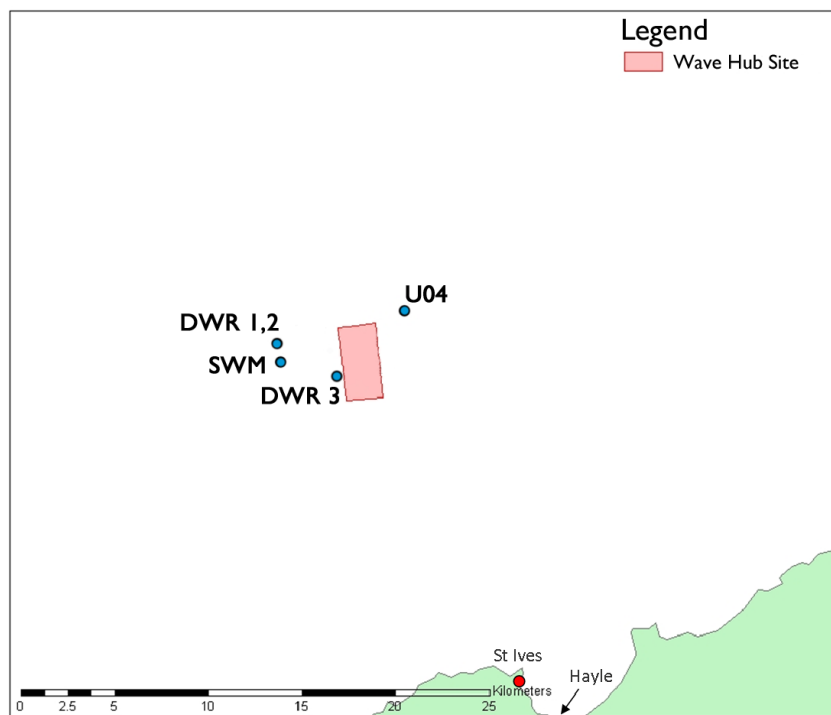 Legend
Wave Hub Site
U04
DWR 1,2
SWM
DWR 3
St Ives
Hayle
Kilometers
0 2.5 5 10 15 20 25